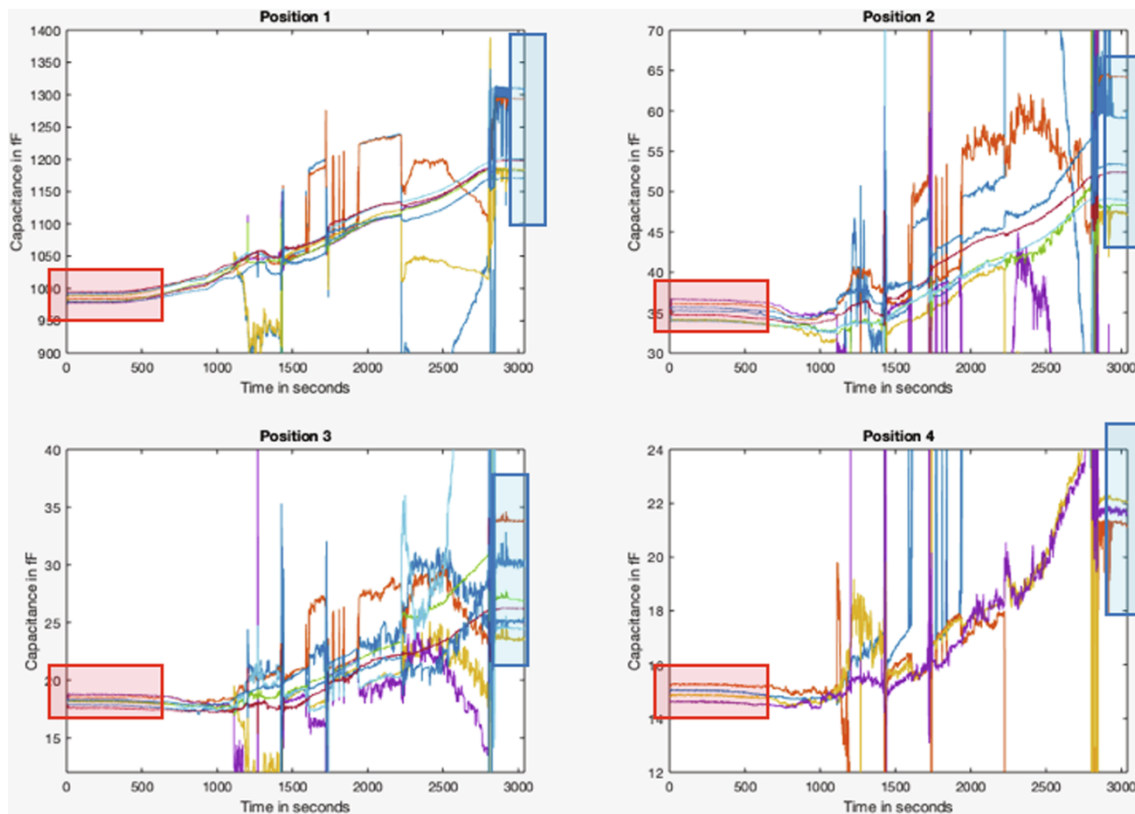 Position 1
1400
1350
1300
1250
1200
1150
1100
1050
1000
950
900
Capacitance in fF
0 500 1000 1500 2000 2500 3000
Time in seconds
Position 2
70
65
60
55
50
45
40
35
30
Capacitance in fF
0 500 1000 1500 2000 2500 3000
Time in seconds
Position 3
40
35
30
25
20
15
Capacitance in fF
0 500 1000 1500 2000 2500 3000
Time in seconds
Position 4
24
22
20
18
16
14
12
Capacitance in fF
0 500 1000 1500 2000 2500 3000
Time in seconds